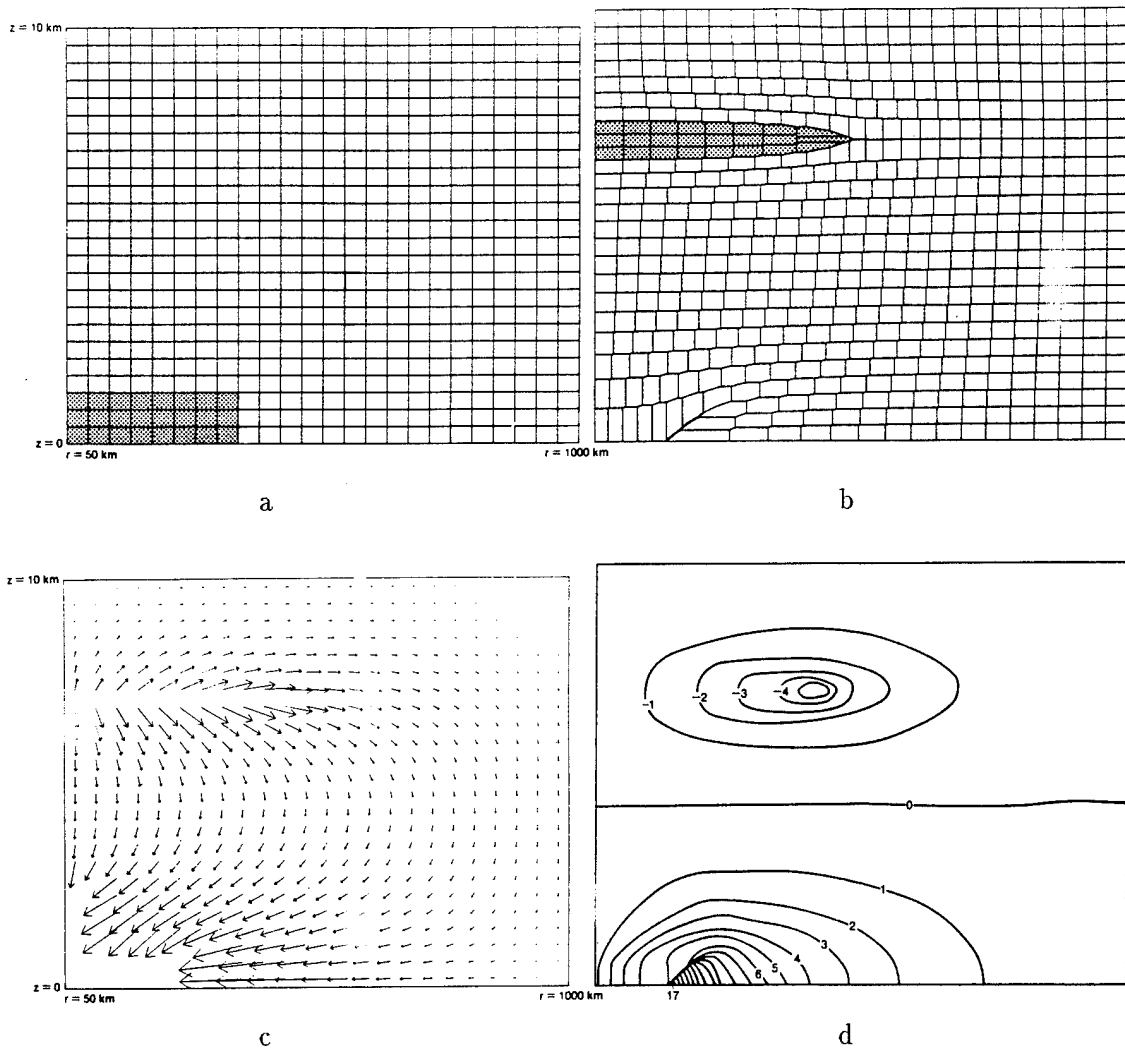 z = 10 km
z = 0
r = 50 km
r = 1000 km
a
b
z = 10 km
z = 0
r = 50 km
r = 1000 km
c
-1
-2
-3
-4
0
1
2
3
4
5
6
17
d